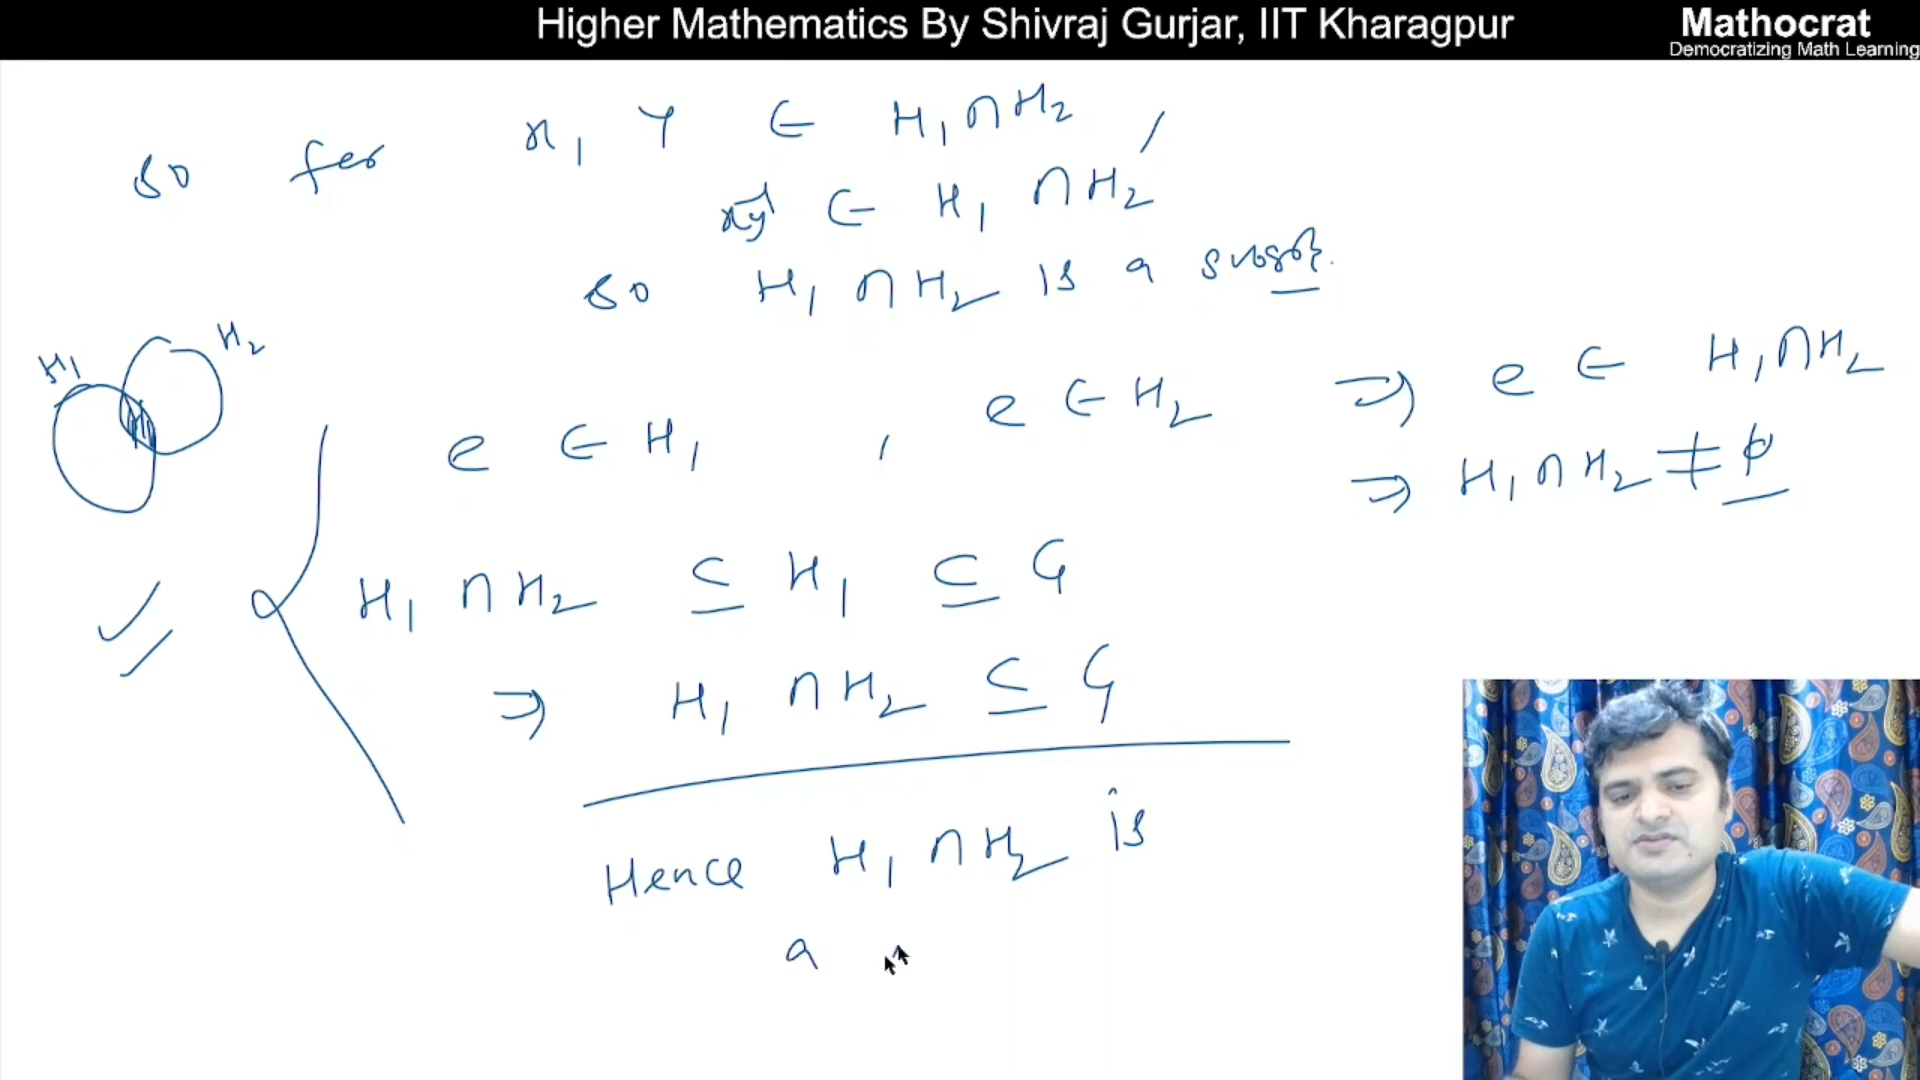 Higher Mathematics By Shivraj Gurjar, IIT Kharagpur
Mathocrat
Democratizing Math Learning
so for x, y ∈ H₁∩H₂,
xy⁻¹ ∈ H₁∩H₂
so H₁∩H₂ is a
H₁ H₂
e ∈ H₁, e ∈ H₂ ⇒ e ∈ H₁∩H₂
⇒ H₁∩H₂ ≠ ϕ
H₁∩H₂ ⊆ H₁ ⊆ G
⇒ H₁∩H₂ ⊆ G
Hence H₁∩H₂ is
a